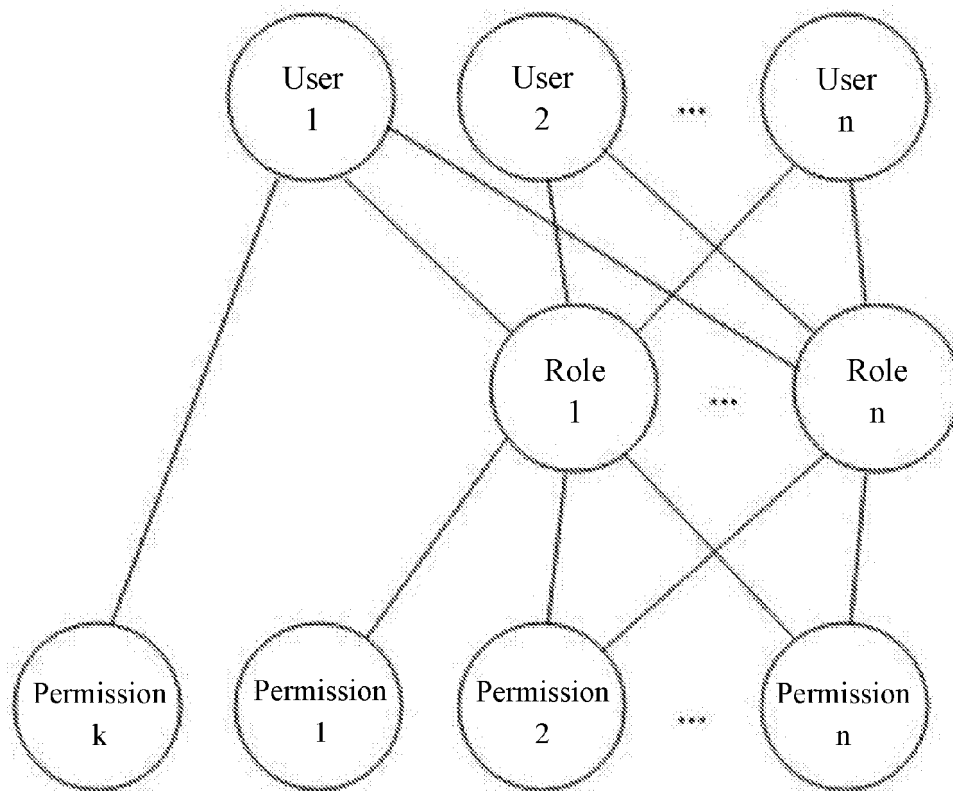 User
1
User
2
...
User
n
Role
1
...
Role
n
Permission
k
Permission
1
Permission
2
...
Permission
n